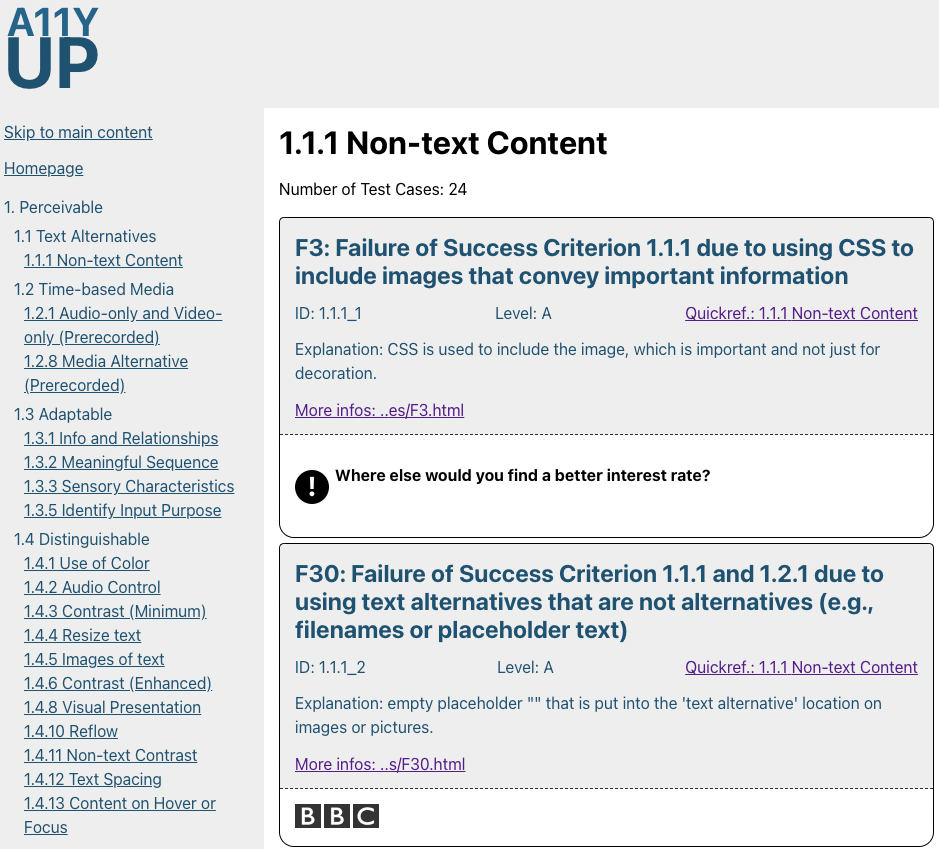 A11Y
UP
Skip to main content
Homepage
1. Perceivable
1.1 Text Alternatives
1.1.1 Non-text Content
1.2 Time-based Media
1.2.1 Audio-only and Video-
only (Prerecorded)
1.2.8 Media Alternative
(Prerecorded)
1.3 Adaptable
1.3.1 Info and Relationships
1.3.2 Meaningful Sequence
1.3.3 Sensory Characteristics
1.3.5 Identify Input Purpose
1.4 Distinguishable
1.4.1 Use of Color
1.4.2 Audio Control
1.4.3 Contrast (Minimum)
1.4.4 Resize text
1.4.5 Images of text
1.4.6 Contrast (Enhanced)
1.4.8 Visual Presentation
1.4.10 Reflow
1.4.11 Non-text Contrast
1.4.12 Text Spacing
1.4.13 Content on Hover or
Focus
1.1.1 Non-text Content
Number of Test Cases: 24
F3: Failure of Success Criterion 1.1.1 due to using CSS to
include images that convey important information
ID: 1.1.1_1 Level: A Quickref.: 1.1.1 Non-text Content
Explanation: CSS is used to include the image, which is important and not just for
decoration.
More infos: ..es/F3.html
! Where else would you find a better interest rate?
F30: Failure of Success Criterion 1.1.1 and 1.2.1 due to
using text alternatives that are not alternatives (e.g.,
filenames or placeholder text)
ID: 1.1.1_2 Level: A Quickref.: 1.1.1 Non-text Content
Explanation: empty placeholder "" that is put into the 'text alternative' location on
images or pictures.
More infos: ..s/F30.html
BBC